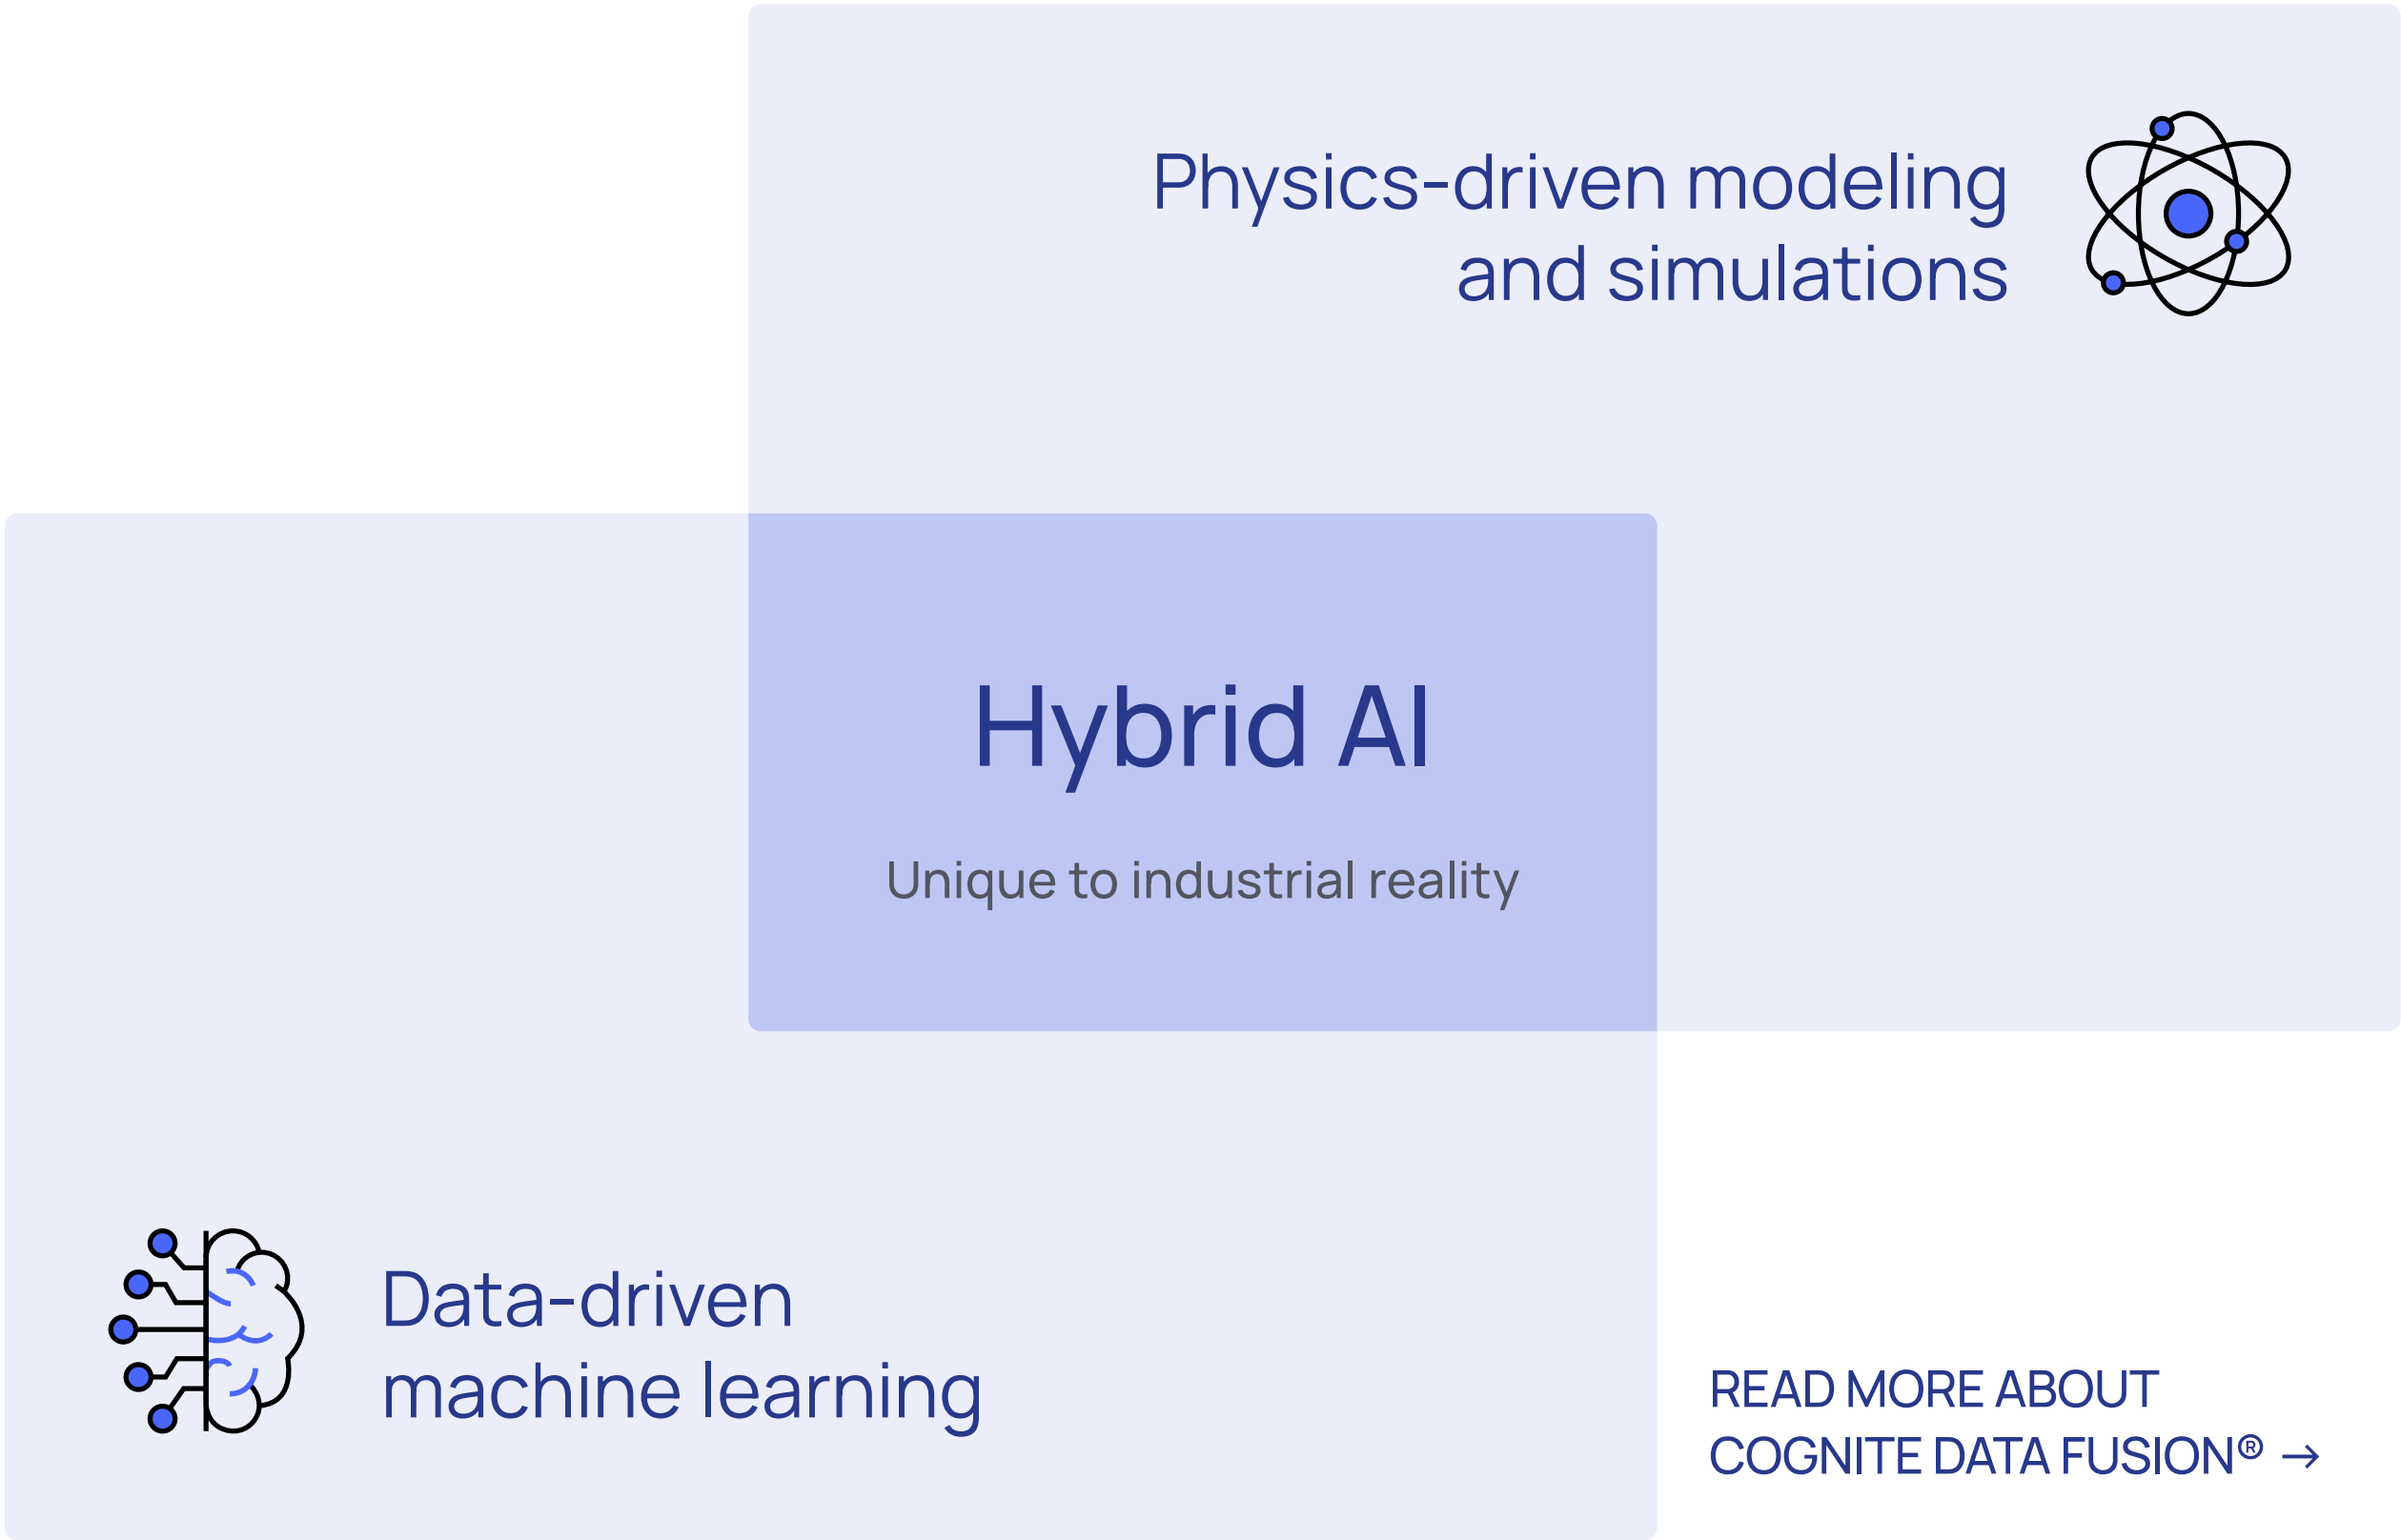 Physics-driven modeling
and simulations
Hybrid AI
Unique to industrial reality
Data-driven
machine learning
READ MORE ABOUT
COGNITE DATA FUSION® →